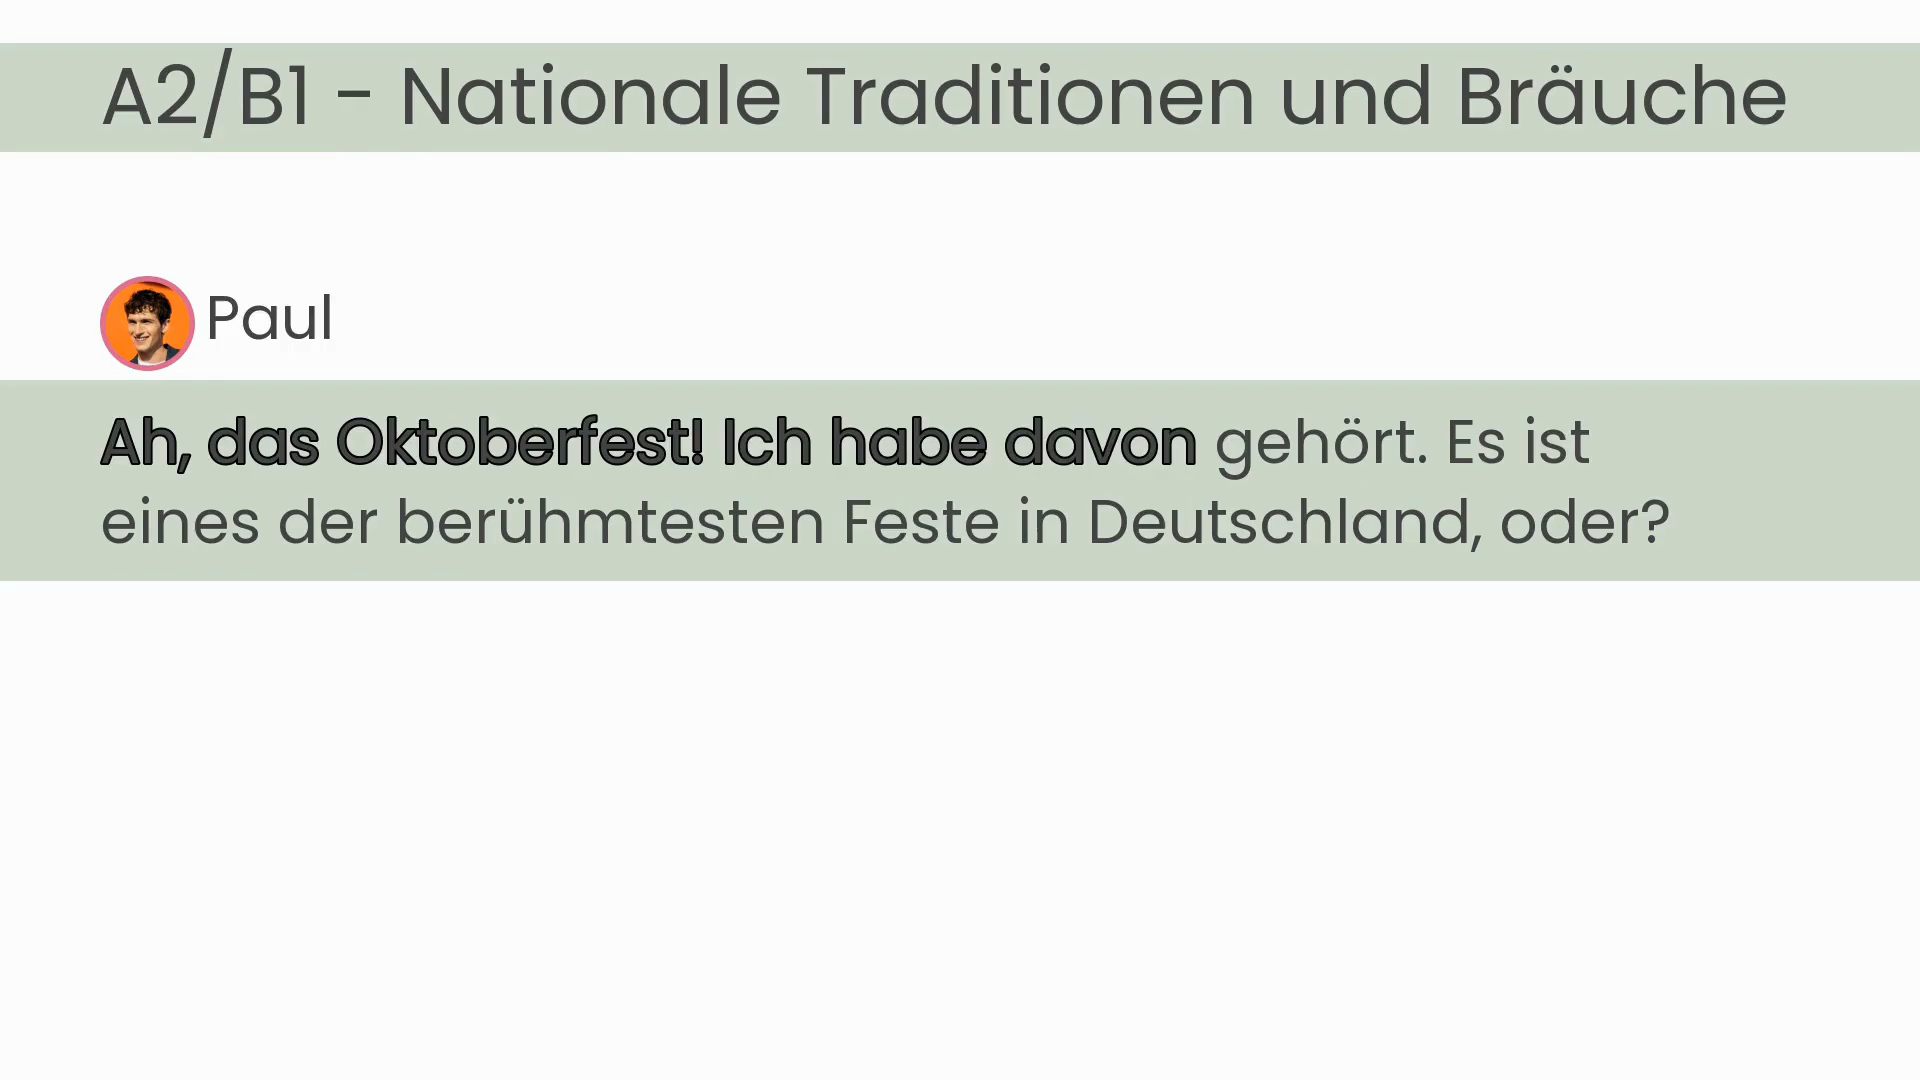 A2/B1 - Nationale Traditionen und Bräuche
Paul
Ah, das Oktoberfest! Ich habe davon gehört. Es ist
eines der berühmtesten Feste in Deutschland, oder?